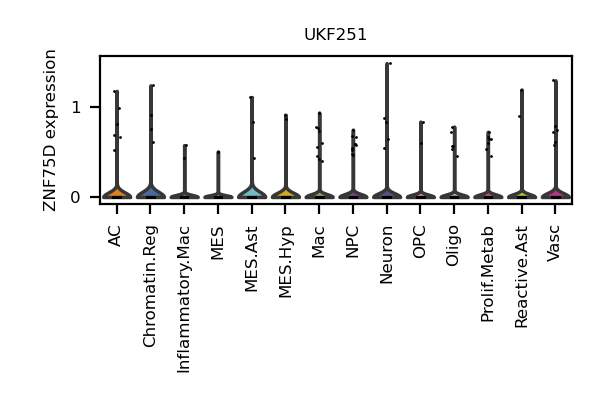 UKF251
ZNF75D expression
1
0
AC
Chromatin.Reg
Inflammatory.Mac
MES
MES.Ast
MES.Hyp
Mac
NPC
Neuron
OPC
Oligo
Prolif.Metab
Reactive.Ast
Vasc